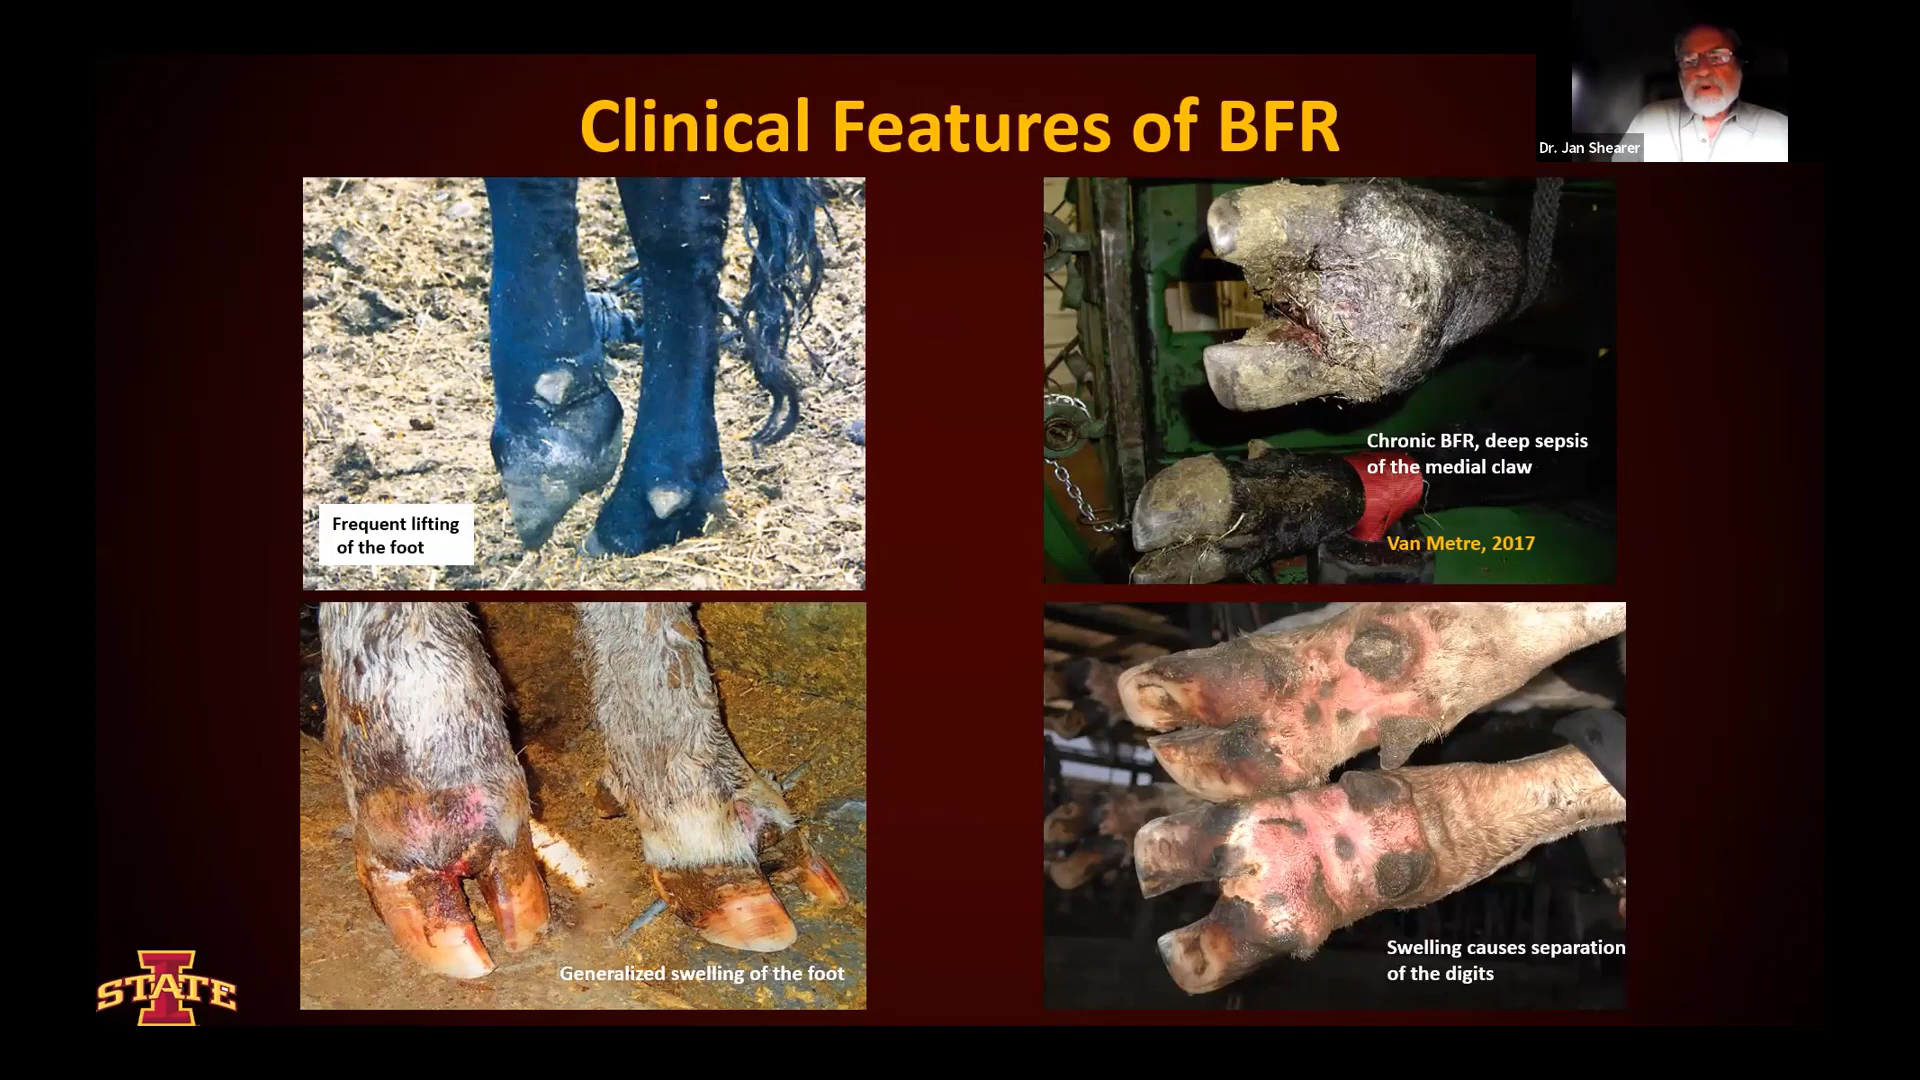 Clinical Features of BFR
Dr. Jan Shearer
Frequent lifting
of the foot
Chronic BFR, deep sepsis
of the medial claw
Van Metre, 2017
Generalized swelling of the foot
Swelling causes separation
of the digits
I
STATE